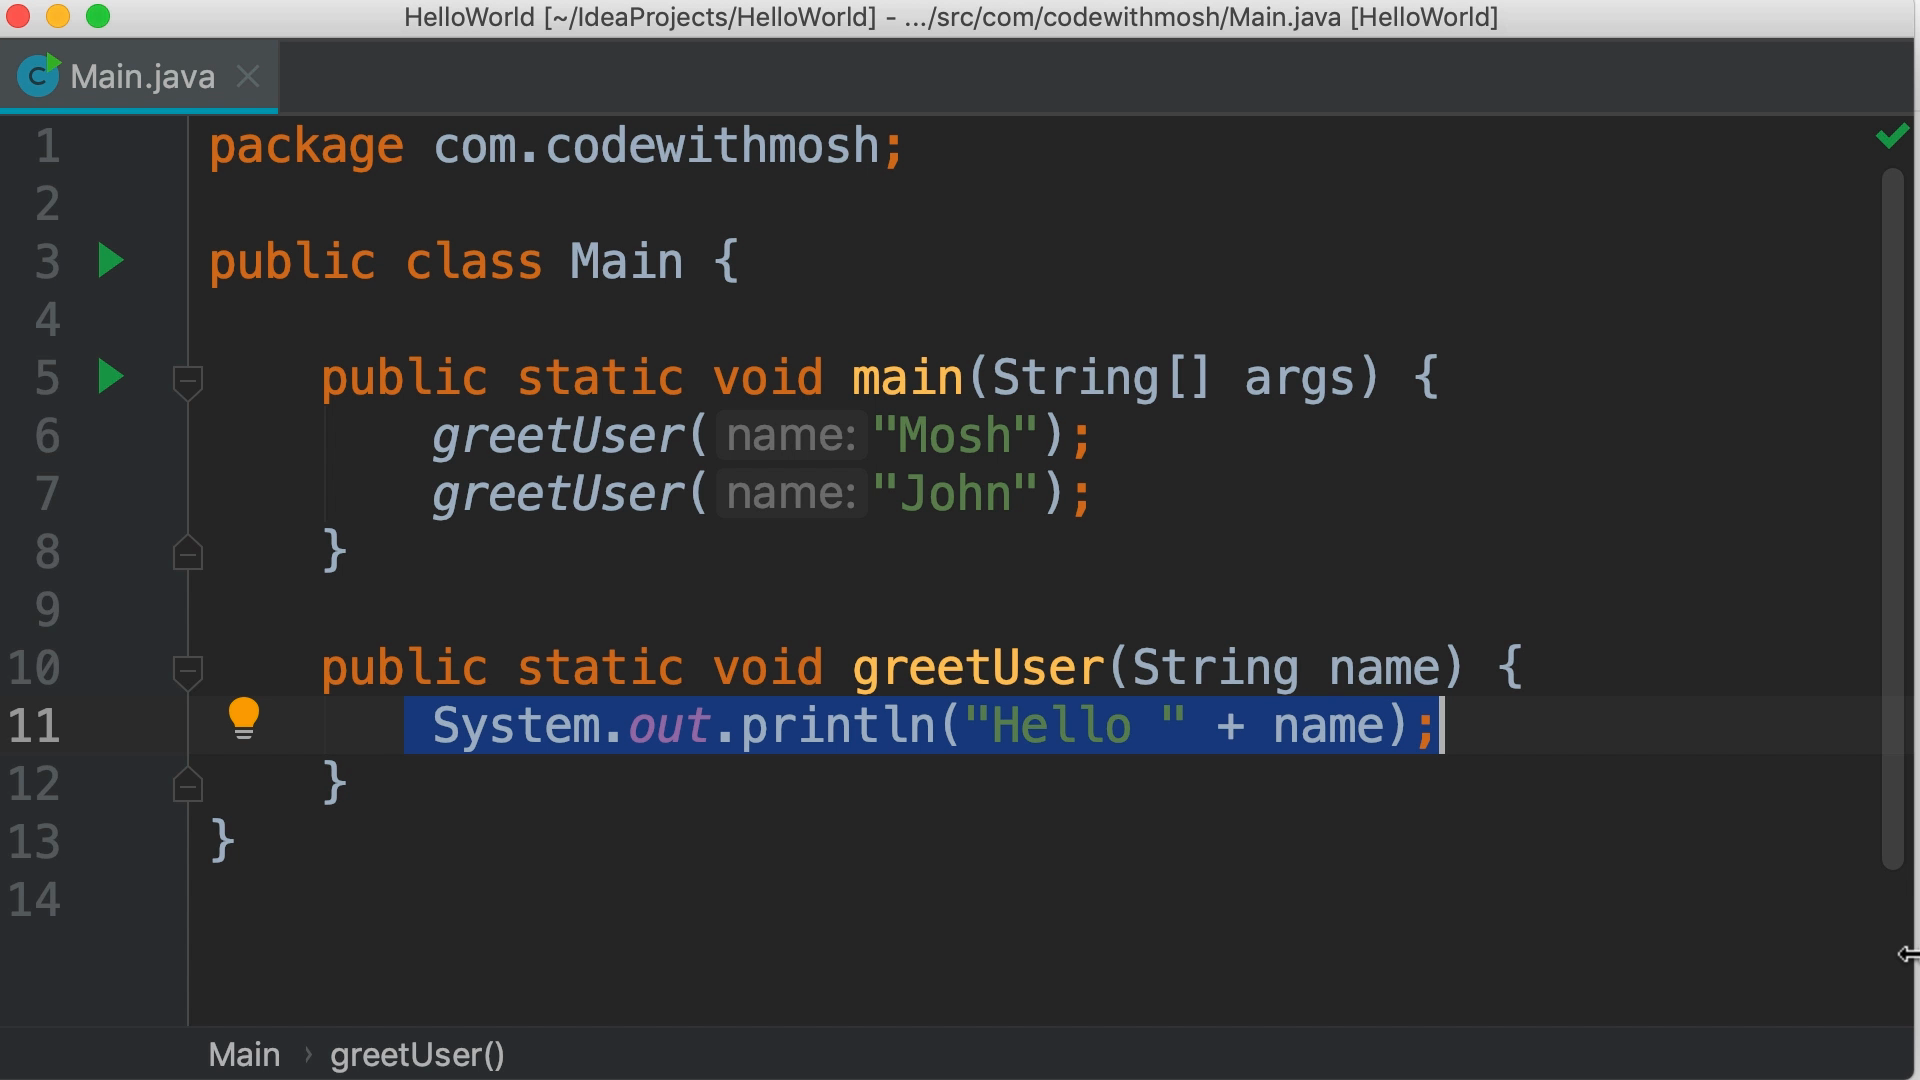 HelloWorld [~/IdeaProjects/HelloWorld] - .../src/com/codewithmosh/Main.java [HelloWorld]
C Main.java
1 package com.codewithmosh;
2
3 public class Main {
4
5     public static void main(String[] args) {
6         greetUser( name: "Mosh");
7         greetUser( name: "John");
8     }
9
10     public static void greetUser(String name) {
11         System.out.println("Hello " + name);
12     }
13 }
14
Main › greetUser()